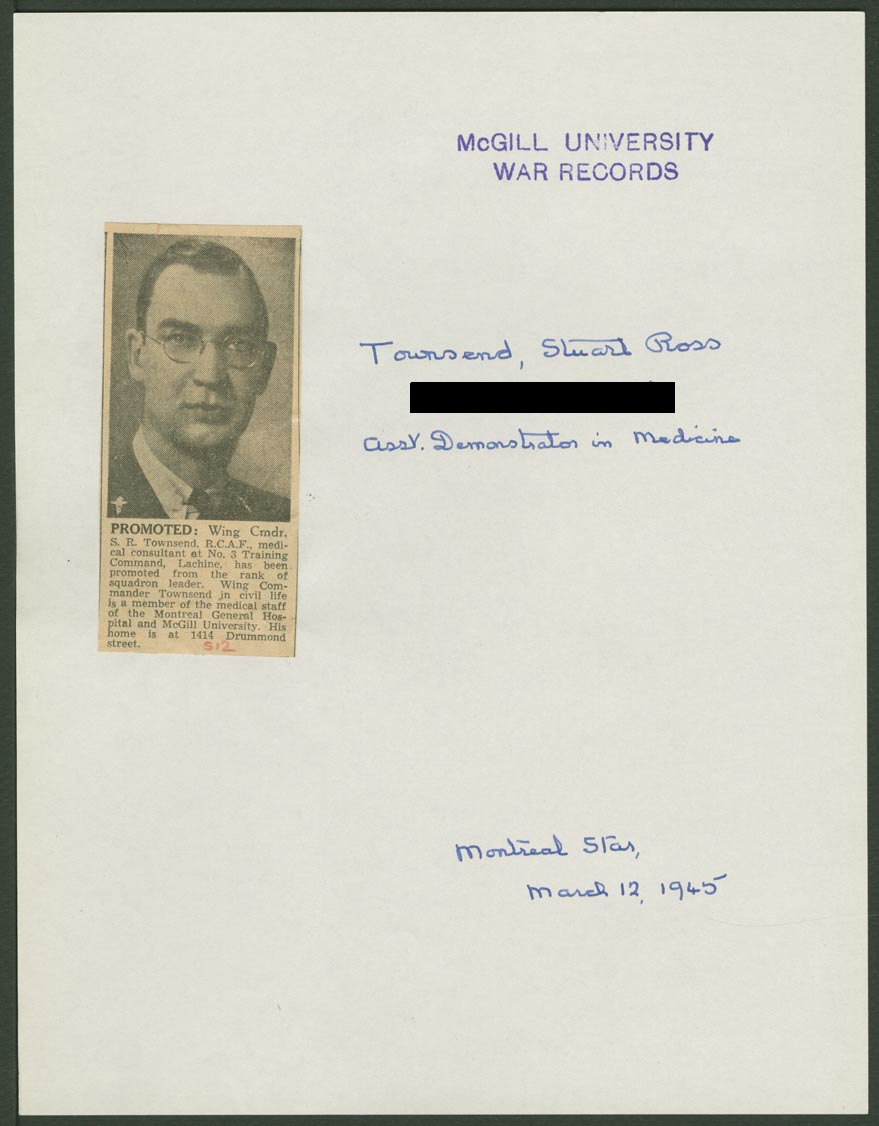 McGILL UNIVERSITY
WAR RECORDS
Townsend, Stuart Ross
Ass't. Demonstrator in Medicine
PROMOTED: Wing Cmdr.
S. R. Townsend, R.C.A.F., medi-
cal consultant at No. 3 Training
Command, Lachine, has been
promoted from the rank of
squadron leader. Wing Com-
mander Townsend in civil life
is a member of the medical staff
of the Montreal General Hos-
pital and McGill University. His
home is at 1414 Drummond
street.
S12
Montreal Star,
March 12, 1945